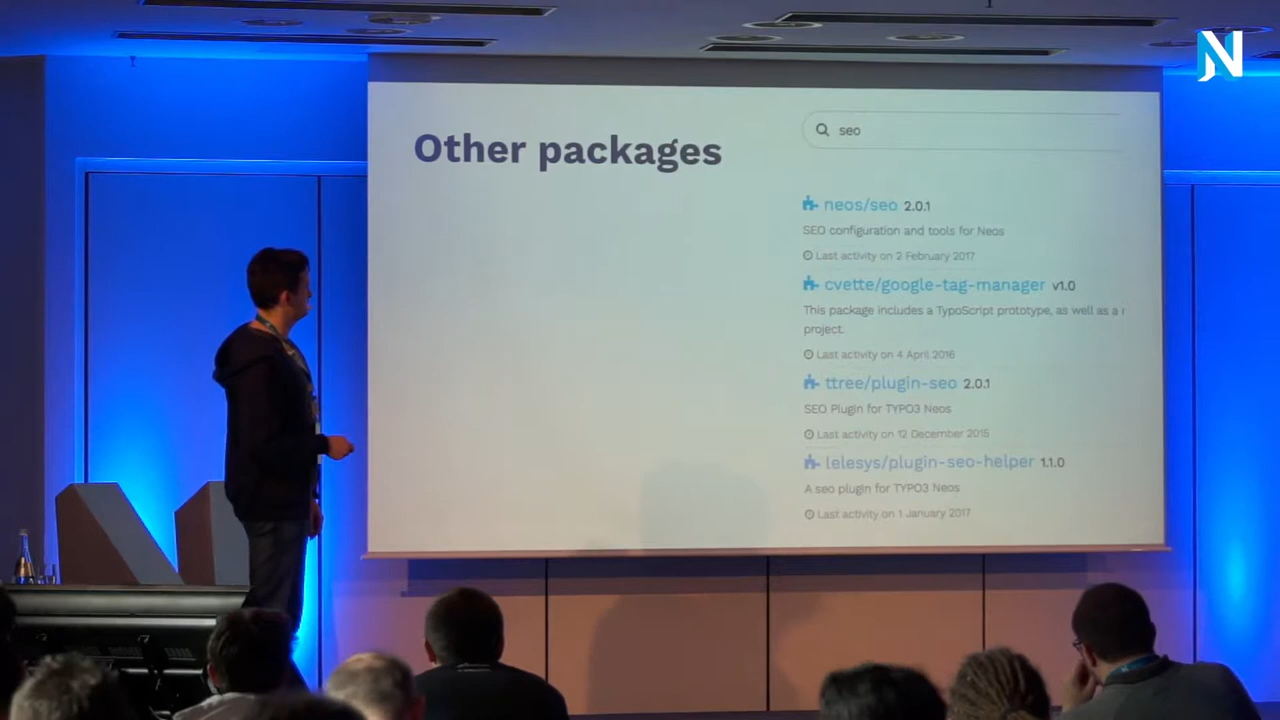 N
Other packages
seo
neos/seo 2.0.1
SEO configuration and tools for Neos
Last activity on 2 February 2017
cvette/google-tag-manager v1.0
This package includes a TypoScript prototype, as well as a
project.
Last activity on 4 April 2016
ttree/plugin-seo 2.0.1
SEO Plugin for TYPO3 Neos
Last activity on 12 December 2015
lelesys/plugin-seo-helper 1.1.0
A seo plugin for TYPO3 Neos
Last activity on 1 January 2017